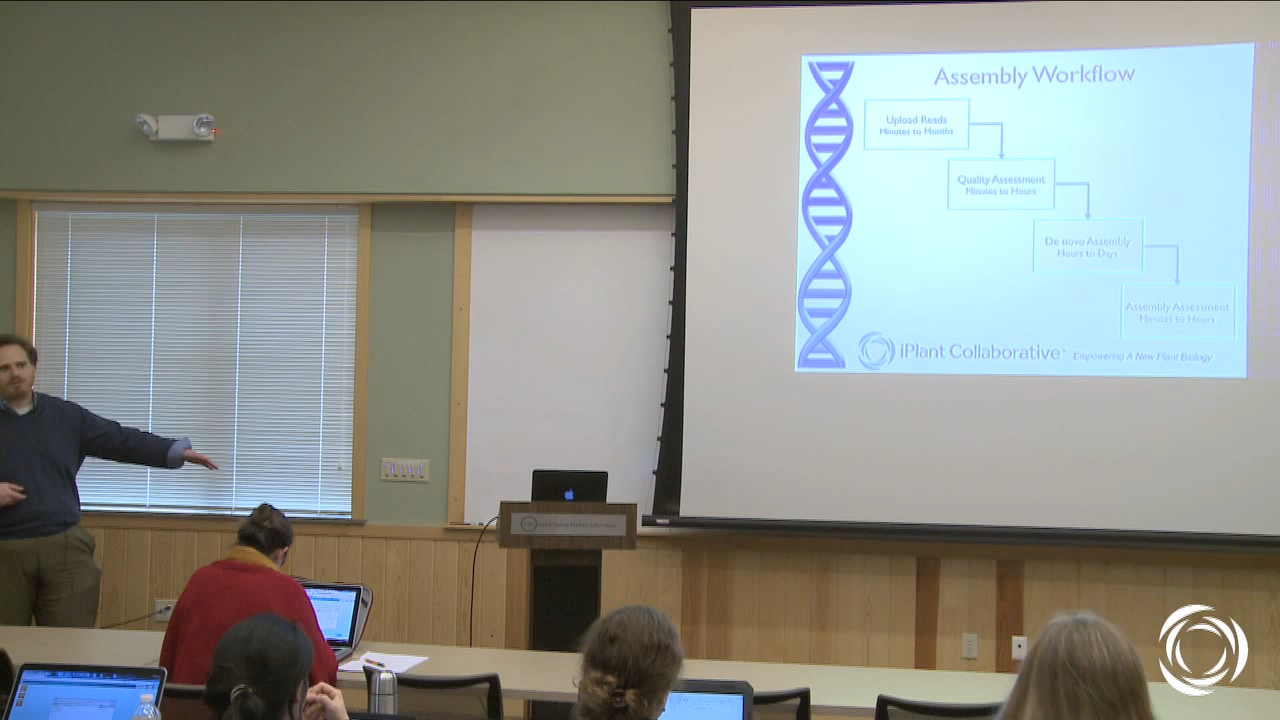 Assembly Workflow
Upload Reads
Minutes to Months
Quality Assessment
Minutes to Hours
De novo Assembly
Hours to Days
Assembly Assessment
Minutes to Hours
iPlant Collaborative™ Empowering A New Plant Biology